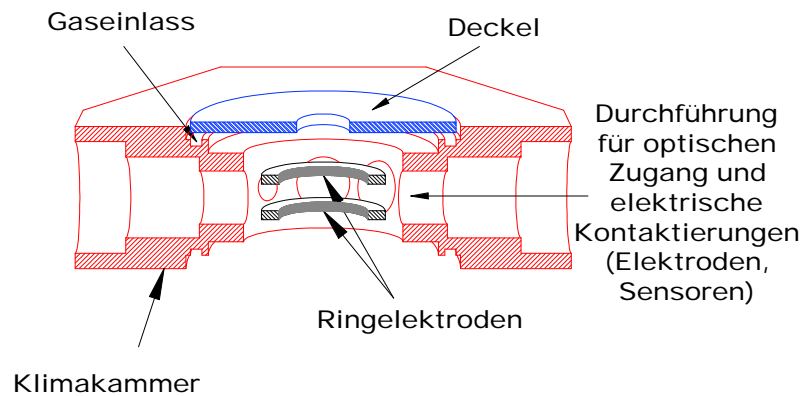 Gaseinlass
Deckel
Durchführung
für optischen
Zugang und
elektrische
Kontaktierungen
(Elektroden,
Sensoren)
Ringelektroden
Klimakammer